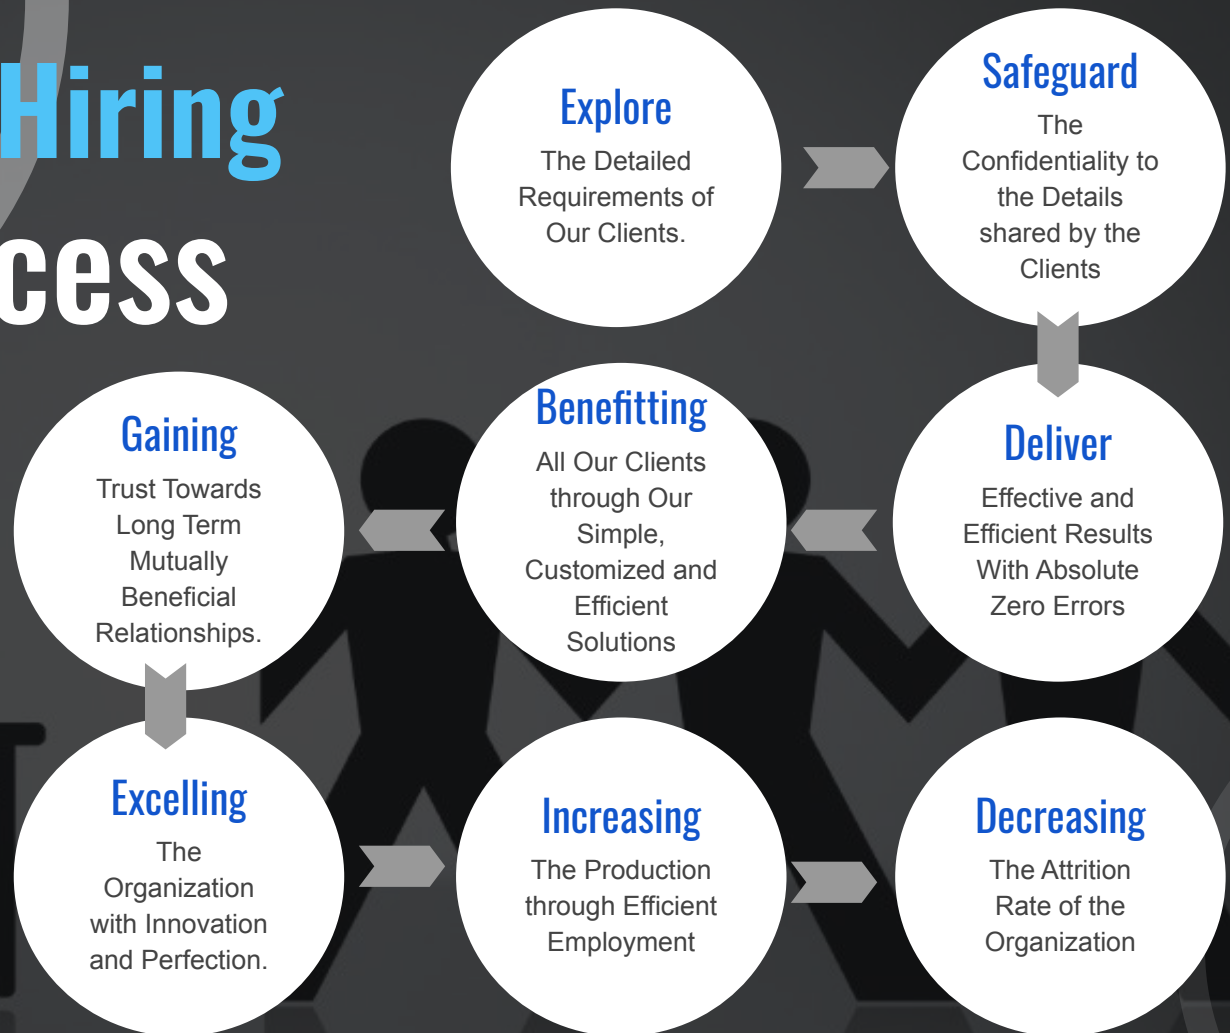 Hiring
cess
Explore
The Detailed
Requirements of
Our Clients.
Safeguard
The
Confidentiality to
the Details
shared by the
Clients
Deliver
Effective and
Efficient Results
With Absolute
Zero Errors
Benefitting
All Our Clients
through Our
Simple,
Customized and
Efficient
Solutions
Gaining
Trust Towards
Long Term
Mutually
Beneficial
Relationships.
Excelling
The
Organization
with Innovation
and Perfection.
Increasing
The Production
through Efficient
Employment
Decreasing
The Attrition
Rate of the
Organization